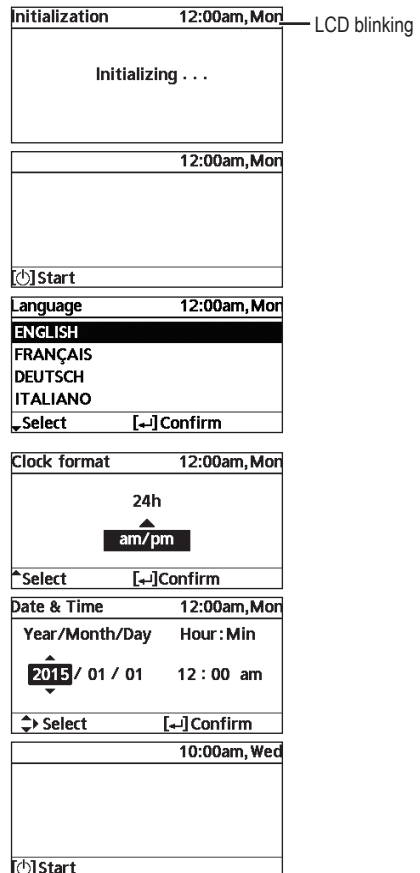 Initialization 12:00am,Mon
LCD blinking
Initializing . . .
12:00am,Mon
[⏻]Start
Language 12:00am,Mon
ENGLISH
FRANÇAIS
DEUTSCH
ITALIANO
Select [↵]Confirm
Clock format 12:00am,Mon
24h
am/pm
Select [↵]Confirm
Date & Time 12:00am,Mon
Year/Month/Day Hour:Min
2015 / 01 / 01 12 : 00 am
Select [↵]Confirm
10:00am,Wed
[⏻]Start